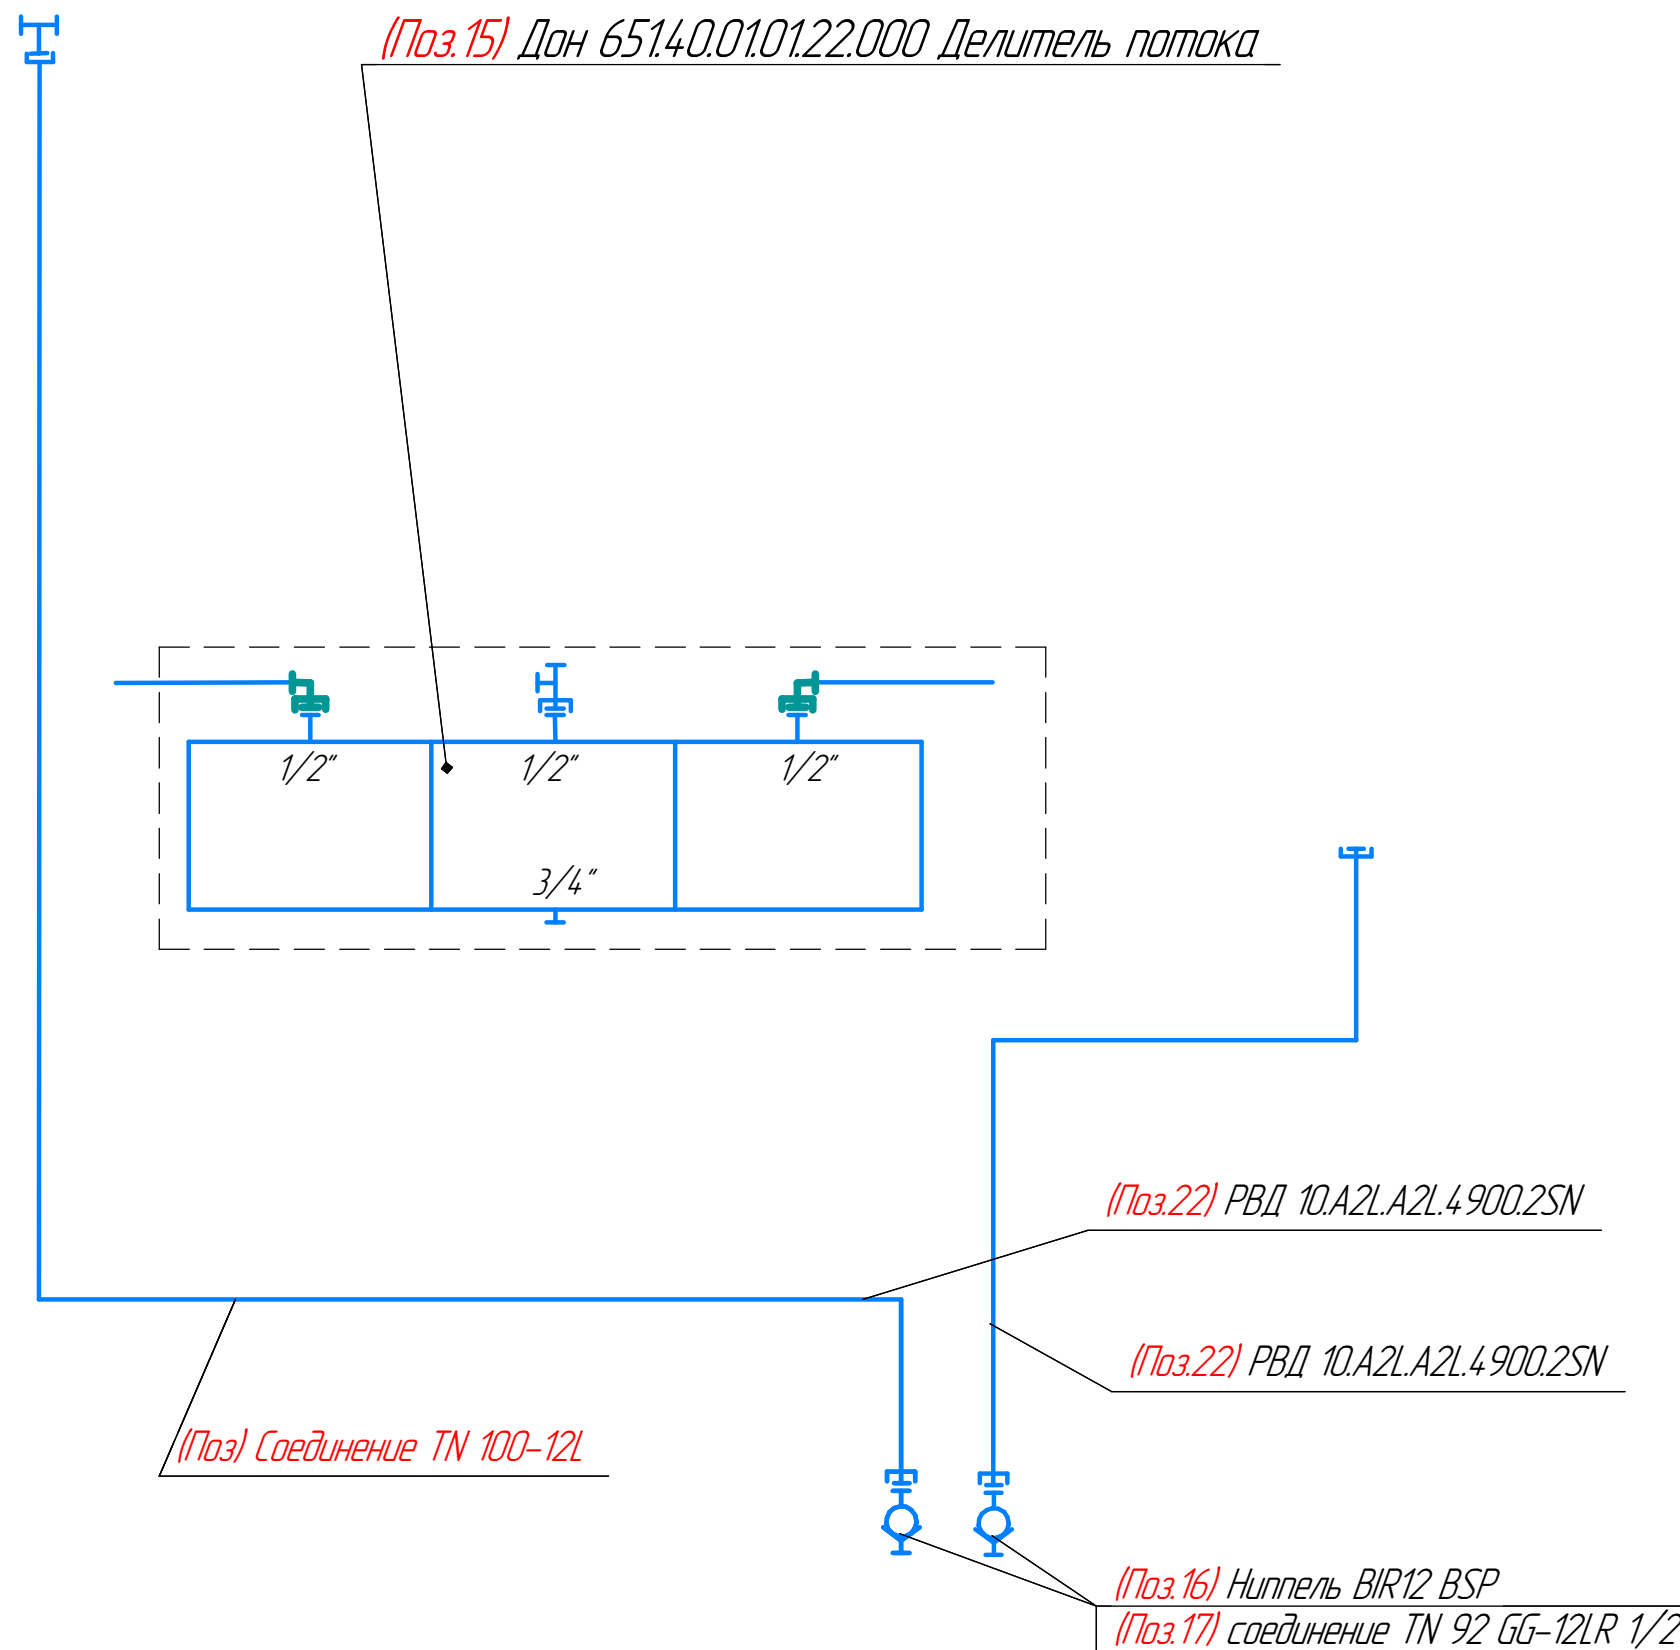 (Поз.15) Дон 651.40.01.01.22.000 Делитель потока
1/2"
1/2"
1/2"
3/4"
(Поз.22) РВД 10.A2L.A2L.4900.2SN
(Поз.22) РВД 10.A2L.A2L.4900.2SN
(Поз) Соединение TN 100-12L
(Поз.16) Ниппель BIR12 BSP
(Поз.17) соединение TN 92 GG-12LR 1/2